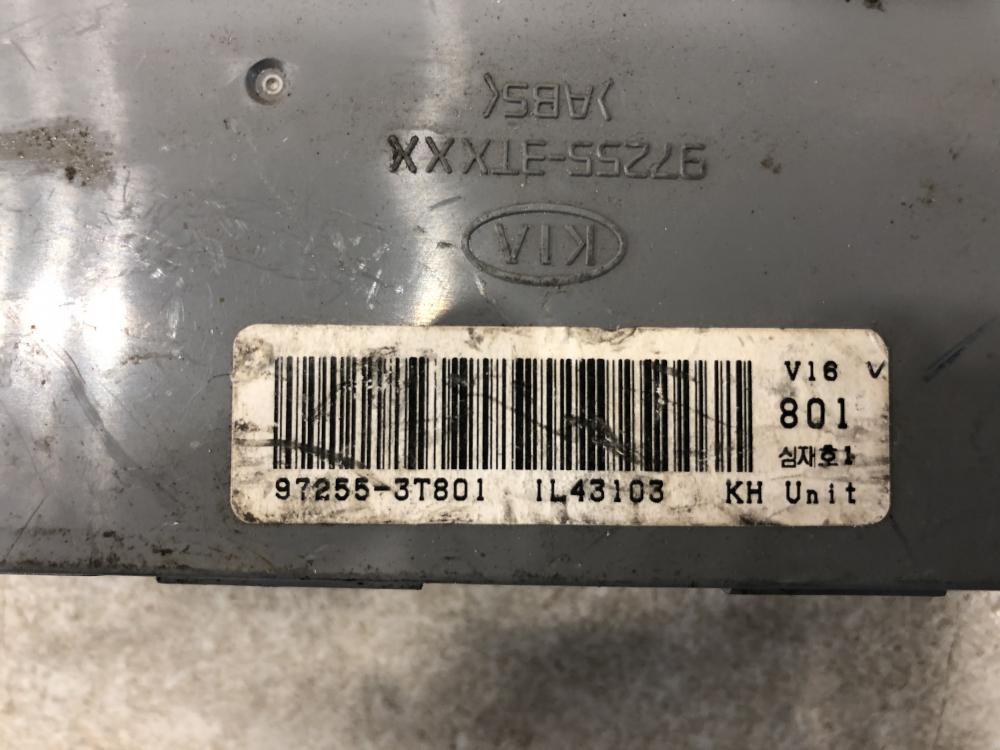 >ABS<
97255-3TXXX
KIA
V16
801
심재호1
97255-3T801 1L43103 KH Unit